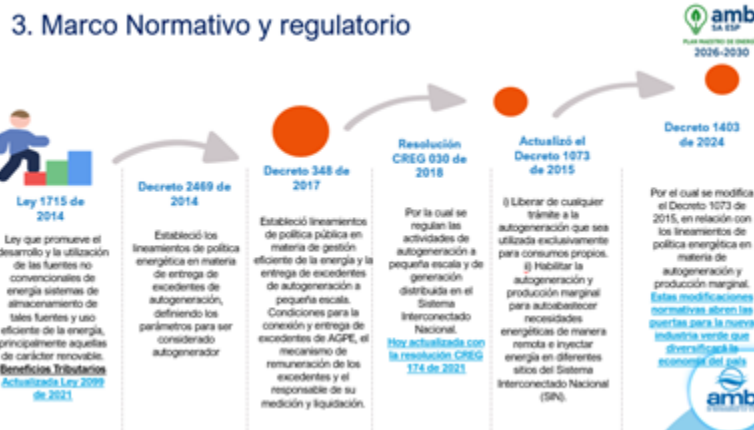 3. Marco Normativo y regulatorio
amb
SA ESP
PLAN MAESTRO DE ENERGÍA
2026-2030
Ley 1715 de
2014
Ley que promueve el
desarrollo y la utilización
de las fuentes no
convencionales de
energía sistemas de
almacenamiento de
tales fuentes y uso
eficiente de la energía,
principalmente aquellas
de carácter renovable.
Beneficios Tributarios
Actualizada Ley 2099
de 2021
Decreto 2469 de
2014
Estableció los
lineamientos de política
energética en materia
de entrega de
excedentes de
autogeneración,
definiendo los
parámetros para ser
considerado
autogenerador
Decreto 348 de
2017
Estableció lineamientos
de política pública en
materia de gestión
eficiente de la energía y la
entrega de excedentes
de autogeneración a
pequeña escala.
Condiciones para la
conexión y entrega de
excedentes de AGPE, el
mecanismo de
remuneración de los
excedentes y el
responsable de su
medición y liquidación.
Resolución
CREG 030 de
2018
Por la cual se
regulan las
actividades de
autogeneración a
pequeña escala y de
generación
distribuida en el
Sistema
Interconectado
Nacional.
Hoy actualizada con
la resolución CREG
174 de 2021
Actualizó el
Decreto 1073
de 2015
i) Liberar de cualquier
trámite a la
autogeneración que sea
utilizada exclusivamente
para consumos propios.
ii) Habilitar la
autogeneración y
producción marginal
para autoabastecer
necesidades
energéticas de manera
remota e inyectar
energía en diferentes
sitios del Sistema
Interconectado Nacional
(SIN).
Decreto 1403
de 2024
Por el cual se modifica
el Decreto 1073 de
2015, en relación con
los lineamientos de
política energética en
materia de
autogeneración y
producción marginal.
Estas modificaciones
normativas abren las
puertas para la nueva
industria verde que
diversificará la
economía del país
amb